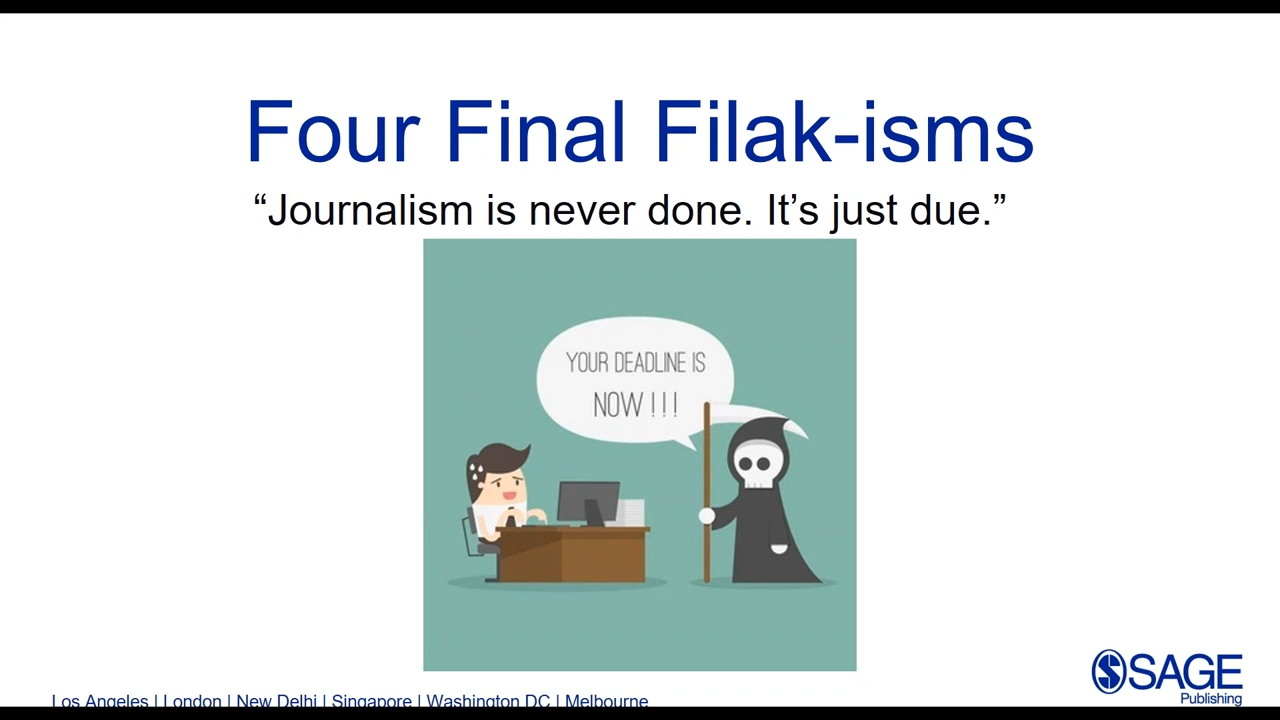 Four Final Filak-isms
“Journalism is never done. It’s just due.”
YOUR DEADLINE IS
NOW ! ! !
SAGE
Publishing
Los Angeles | London | New Delhi | Singapore | Washington DC | Melbourne